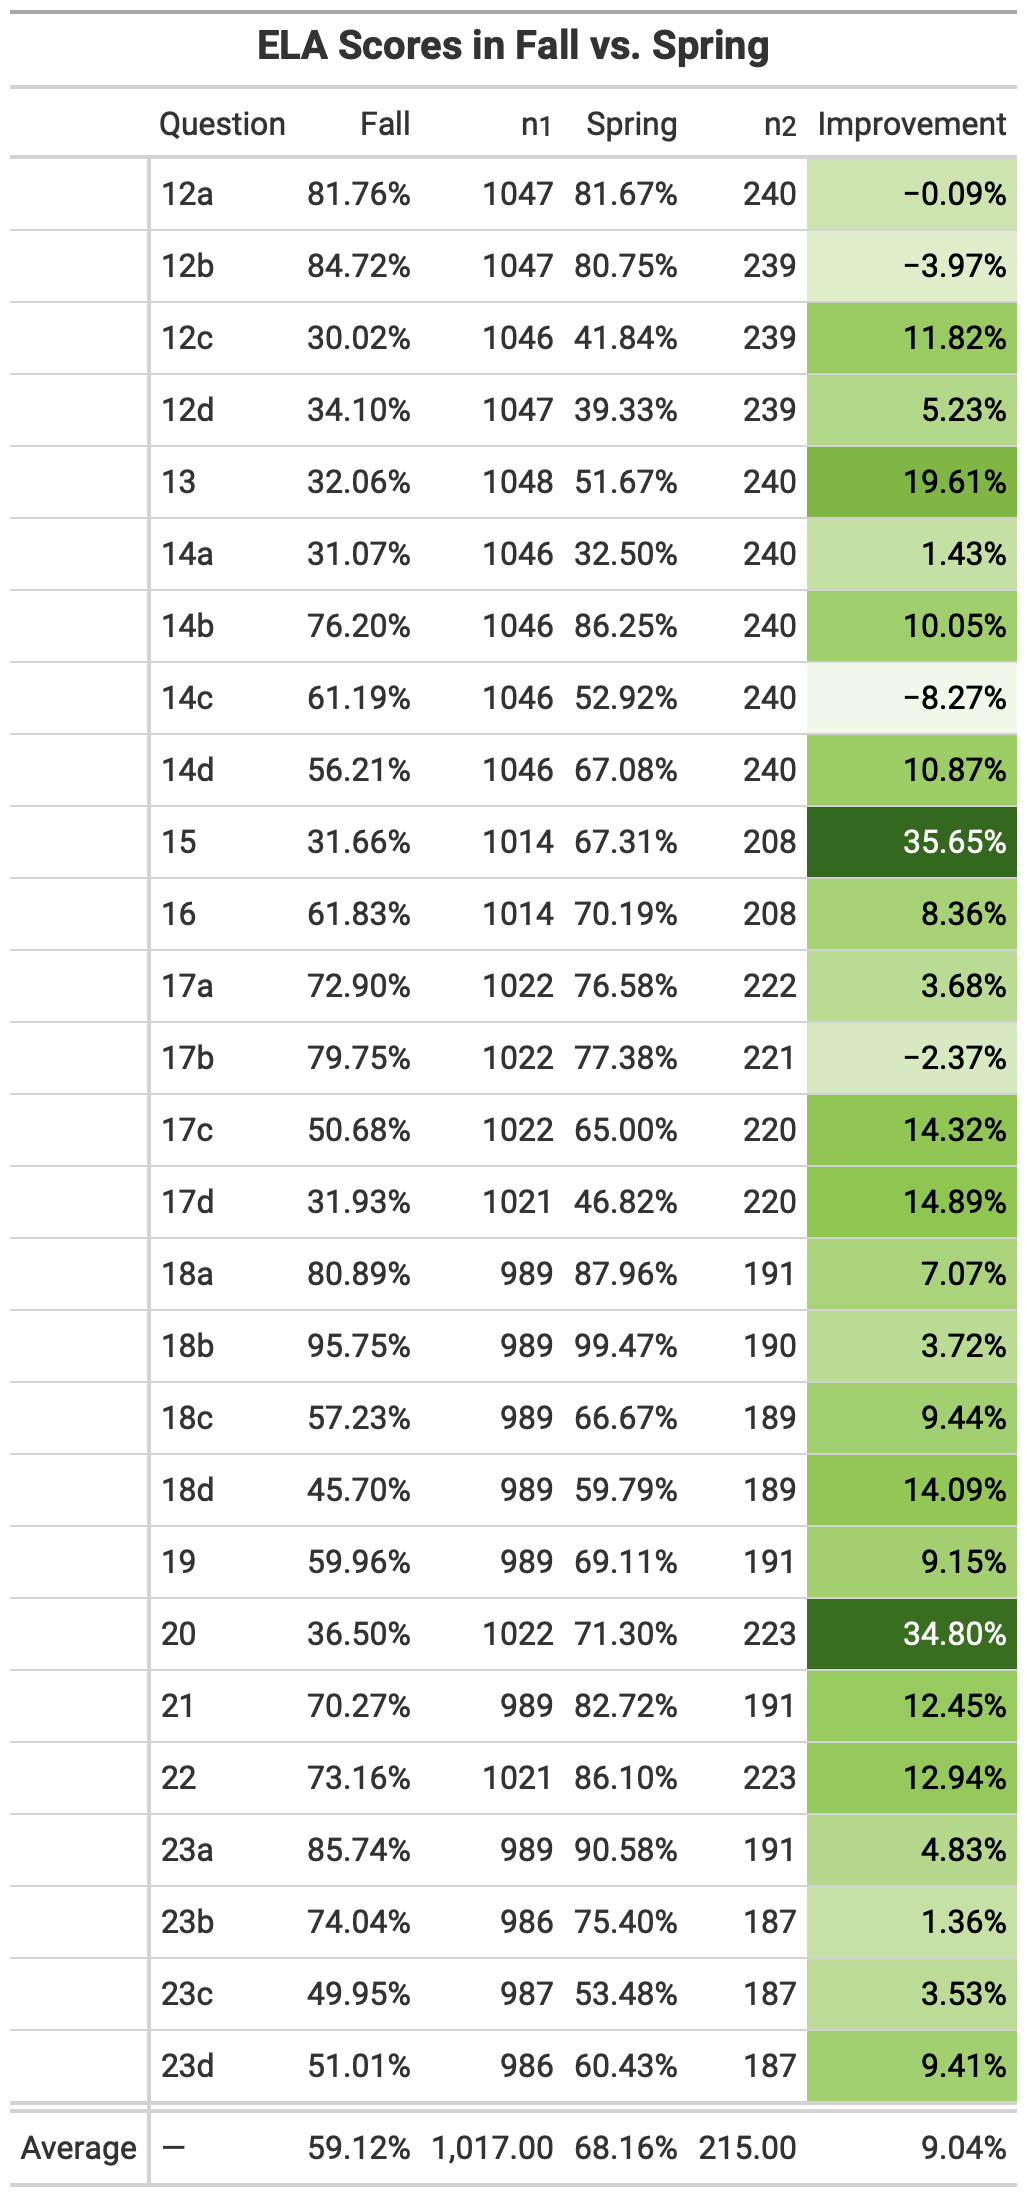 ELA Scores in Fall vs. Spring
Question Fall n1 Spring n2 Improvement
12a 81.76% 1047 81.67% 240 −0.09%
12b 84.72% 1047 80.75% 239 −3.97%
12c 30.02% 1046 41.84% 239 11.82%
12d 34.10% 1047 39.33% 239 5.23%
13 32.06% 1048 51.67% 240 19.61%
14a 31.07% 1046 32.50% 240 1.43%
14b 76.20% 1046 86.25% 240 10.05%
14c 61.19% 1046 52.92% 240 −8.27%
14d 56.21% 1046 67.08% 240 10.87%
15 31.66% 1014 67.31% 208 35.65%
16 61.83% 1014 70.19% 208 8.36%
17a 72.90% 1022 76.58% 222 3.68%
17b 79.75% 1022 77.38% 221 −2.37%
17c 50.68% 1022 65.00% 220 14.32%
17d 31.93% 1021 46.82% 220 14.89%
18a 80.89% 989 87.96% 191 7.07%
18b 95.75% 989 99.47% 190 3.72%
18c 57.23% 989 66.67% 189 9.44%
18d 45.70% 989 59.79% 189 14.09%
19 59.96% 989 69.11% 191 9.15%
20 36.50% 1022 71.30% 223 34.80%
21 70.27% 989 82.72% 191 12.45%
22 73.16% 1021 86.10% 223 12.94%
23a 85.74% 989 90.58% 191 4.83%
23b 74.04% 986 75.40% 187 1.36%
23c 49.95% 987 53.48% 187 3.53%
23d 51.01% 986 60.43% 187 9.41%
Average — 59.12% 1,017.00 68.16% 215.00 9.04%